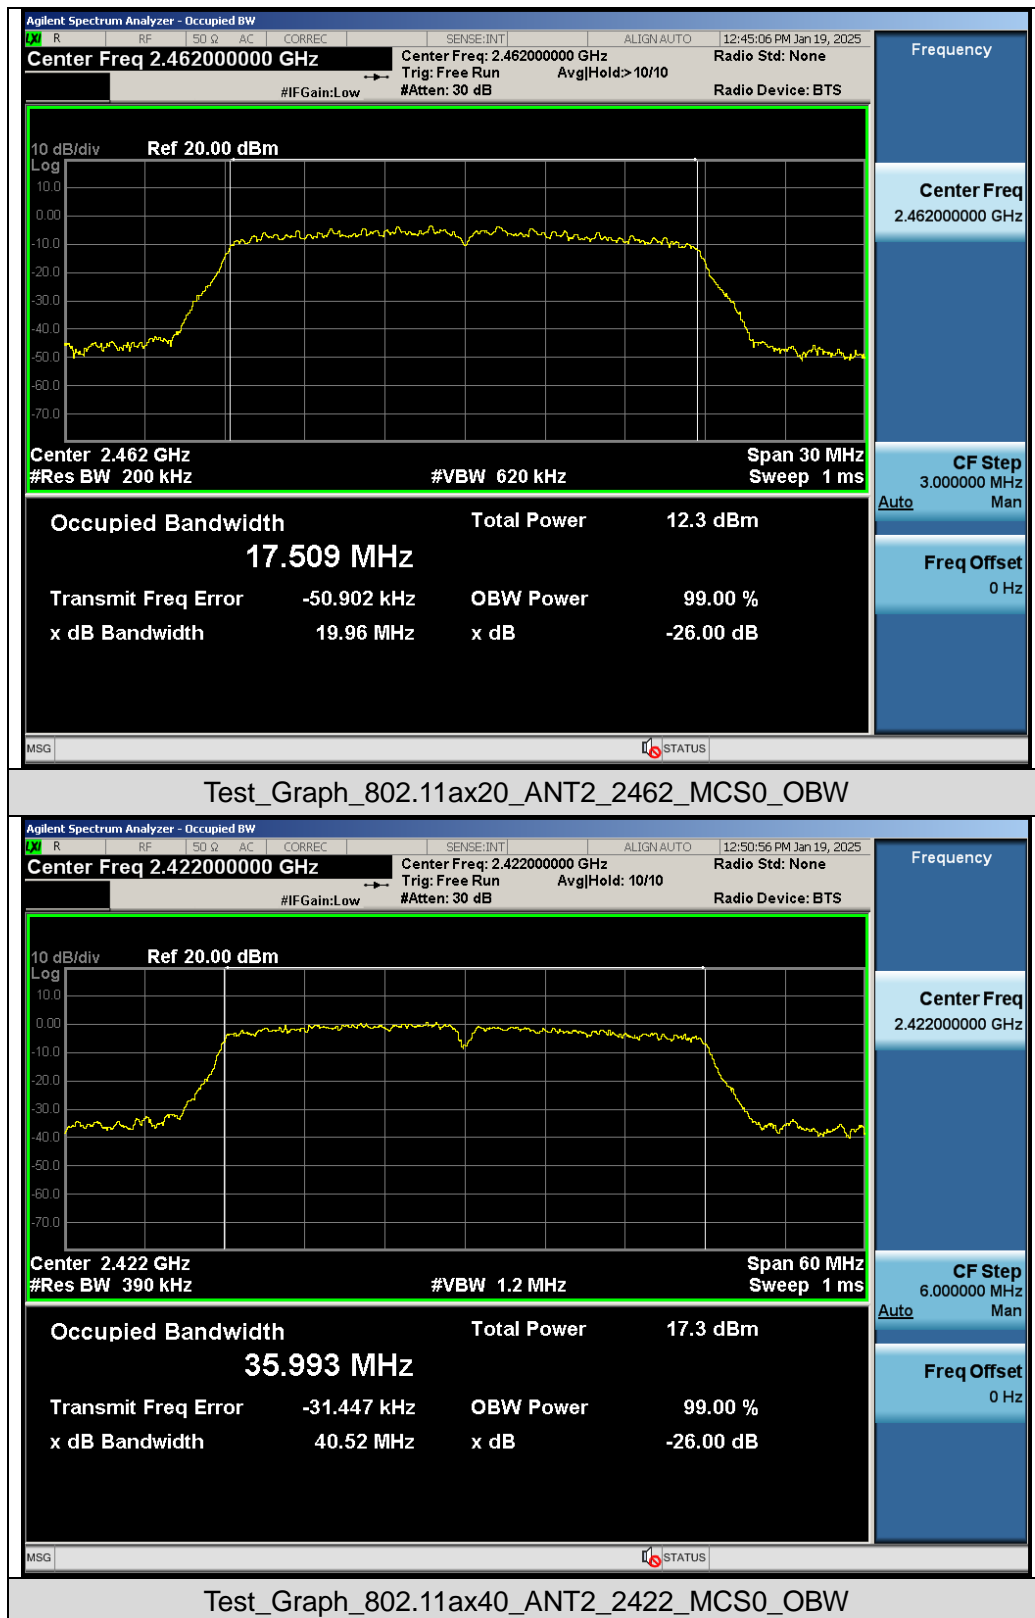 Agilent Spectrum Analyzer - Occupied BW
LXI R RF 50 Ω AC CORREC SENSE:INT ALIGN AUTO 12:45:06 PM Jan 19, 2025
Center Freq 2.462000000 GHz Center Freq: 2.462000000 GHz Radio Std: None Frequency
Trig: Free Run Avg|Hold:>10/10
#IFGain:Low #Atten: 30 dB Radio Device: BTS
10 dB/div Ref 20.00 dBm
Log
10.0
0.00
-10.0
-20.0
-30.0
-40.0
-50.0
-60.0
-70.0
Center Freq
2.462000000 GHz
Center 2.462 GHz Span 30 MHz
#Res BW 200 kHz #VBW 620 kHz Sweep 1 ms
CF Step
3.000000 MHz
Auto Man
Occupied Bandwidth Total Power 12.3 dBm
17.509 MHz
Transmit Freq Error -50.902 kHz OBW Power 99.00 %
x dB Bandwidth 19.96 MHz x dB -26.00 dB
Freq Offset
0 Hz
MSG STATUS
Test_Graph_802.11ax20_ANT2_2462_MCS0_OBW
Agilent Spectrum Analyzer - Occupied BW
LXI R RF 50 Ω AC CORREC SENSE:INT ALIGN AUTO 12:50:56 PM Jan 19, 2025
Center Freq 2.422000000 GHz Center Freq: 2.422000000 GHz Radio Std: None Frequency
Trig: Free Run Avg|Hold: 10/10
#IFGain:Low #Atten: 30 dB Radio Device: BTS
10 dB/div Ref 20.00 dBm
Log
10.0
0.00
-10.0
-20.0
-30.0
-40.0
-50.0
-60.0
-70.0
Center Freq
2.422000000 GHz
Center 2.422 GHz Span 60 MHz
#Res BW 390 kHz #VBW 1.2 MHz Sweep 1 ms
CF Step
6.000000 MHz
Auto Man
Occupied Bandwidth Total Power 17.3 dBm
35.993 MHz
Transmit Freq Error -31.447 kHz OBW Power 99.00 %
x dB Bandwidth 40.52 MHz x dB -26.00 dB
Freq Offset
0 Hz
MSG STATUS
Test_Graph_802.11ax40_ANT2_2422_MCS0_OBW